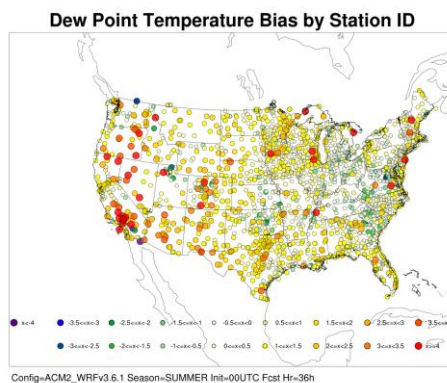 Dew Point Temperature Bias by Station ID
x<-4 -3.5<=x<-3 -2.5<=x<-2 -1.5<=x<-1 -0.5<=x<0 0.5<=x<1 1.5<=x<2 2.5<=x<3 3.5<=x<4
-3<=x<-2.5 -2<=x<-1.5 -1<=x<-0.5 0<=x<0.5 1<=x<1.5 2<=x<2.5 3<=x<3.5
Config=ACM2_WRFv3.6.1 Season=SUMMER Init=00UTC Fcst Hr=36h